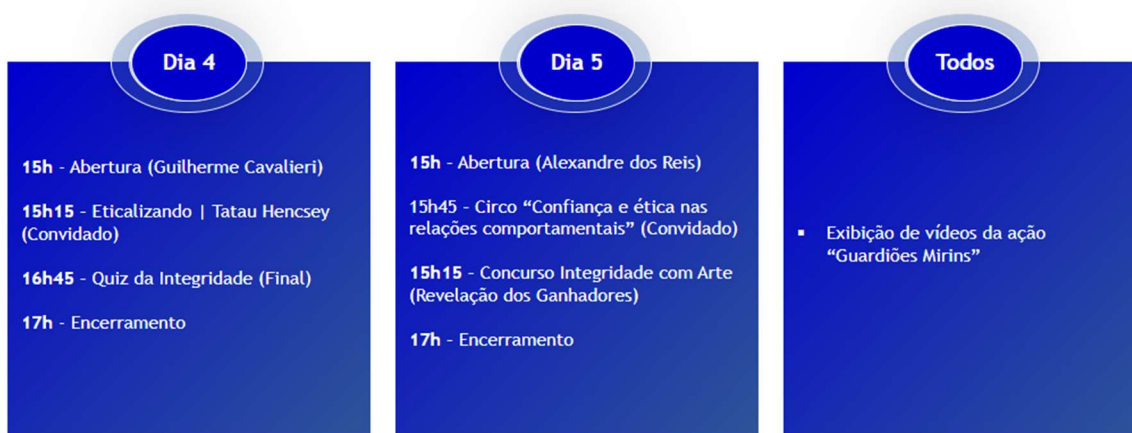 Dia 4
15h - Abertura (Guilherme Cavalieri)
15h15 - Eticalizando | Tatau Hencsey
(Convidado)
16h45 - Quiz da Integridade (Final)
17h - Encerramento
Dia 5
15h - Abertura (Alexandre dos Reis)
15h45 - Circo “Confiança e ética nas
relações comportamentais” (Convidado)
15h15 - Concurso Integridade com Arte
(Revelação dos Ganhadores)
17h - Encerramento
Todos
▪ Exibição de vídeos da ação
“Guardiões Mirins”